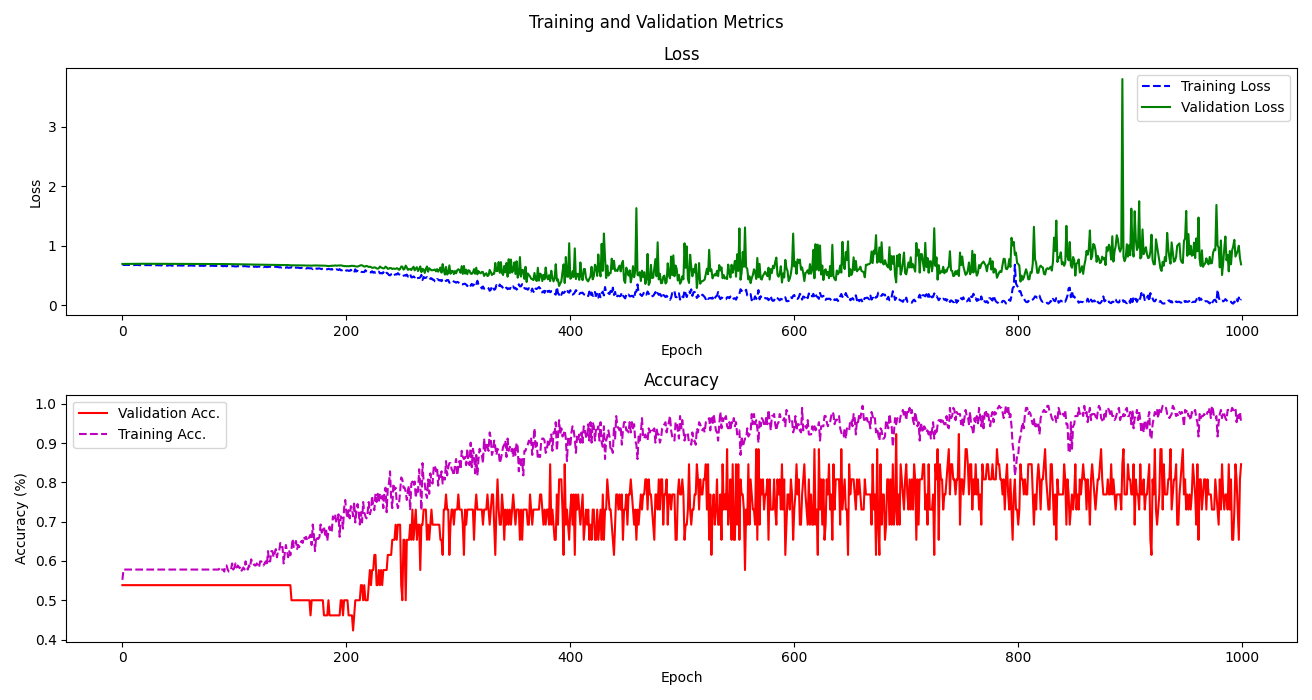 Training and Validation Metrics
Loss
Training Loss
Validation Loss
3
2
1
0
Loss
0 200 400 600 800 1000
Epoch
Accuracy
Validation Acc.
Training Acc.
1.0
0.9
0.8
0.7
0.6
0.5
0.4
Accuracy (%)
0 200 400 600 800 1000
Epoch